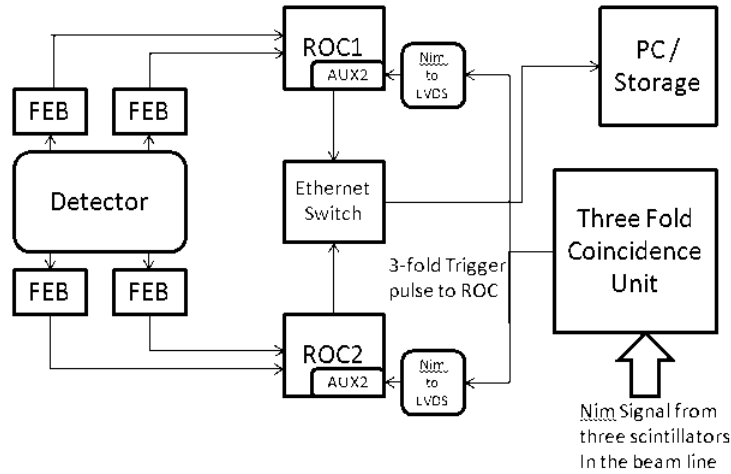 ROC1
AUX2
Nim
to
LVDS
PC /
Storage
FEB
FEB
Detector
Ethernet
Switch
Three Fold
Coincidence
Unit
3-fold Trigger
pulse to ROC
FEB
FEB
ROC2
AUX2
Nim
to
LVDS
Nim Signal from
three scintillators
In the beam line